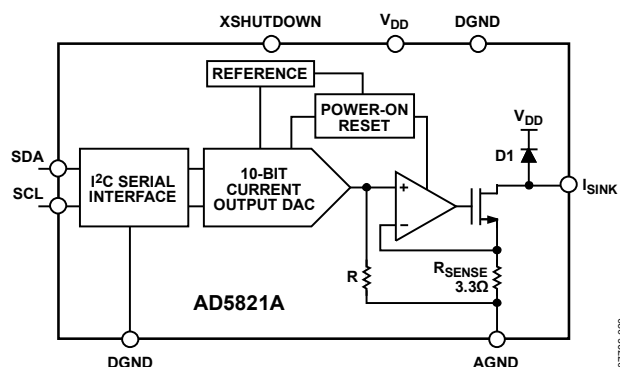 XSHUTDOWN
VDD
DGND
REFERENCE
POWER-ON
RESET
VDD
D1
SDA
SCL
I2C SERIAL
INTERFACE
10-BIT
CURRENT
OUTPUT DAC
+
–
ISINK
R
RSENSE
3.3Ω
AD5821A
DGND
AGND